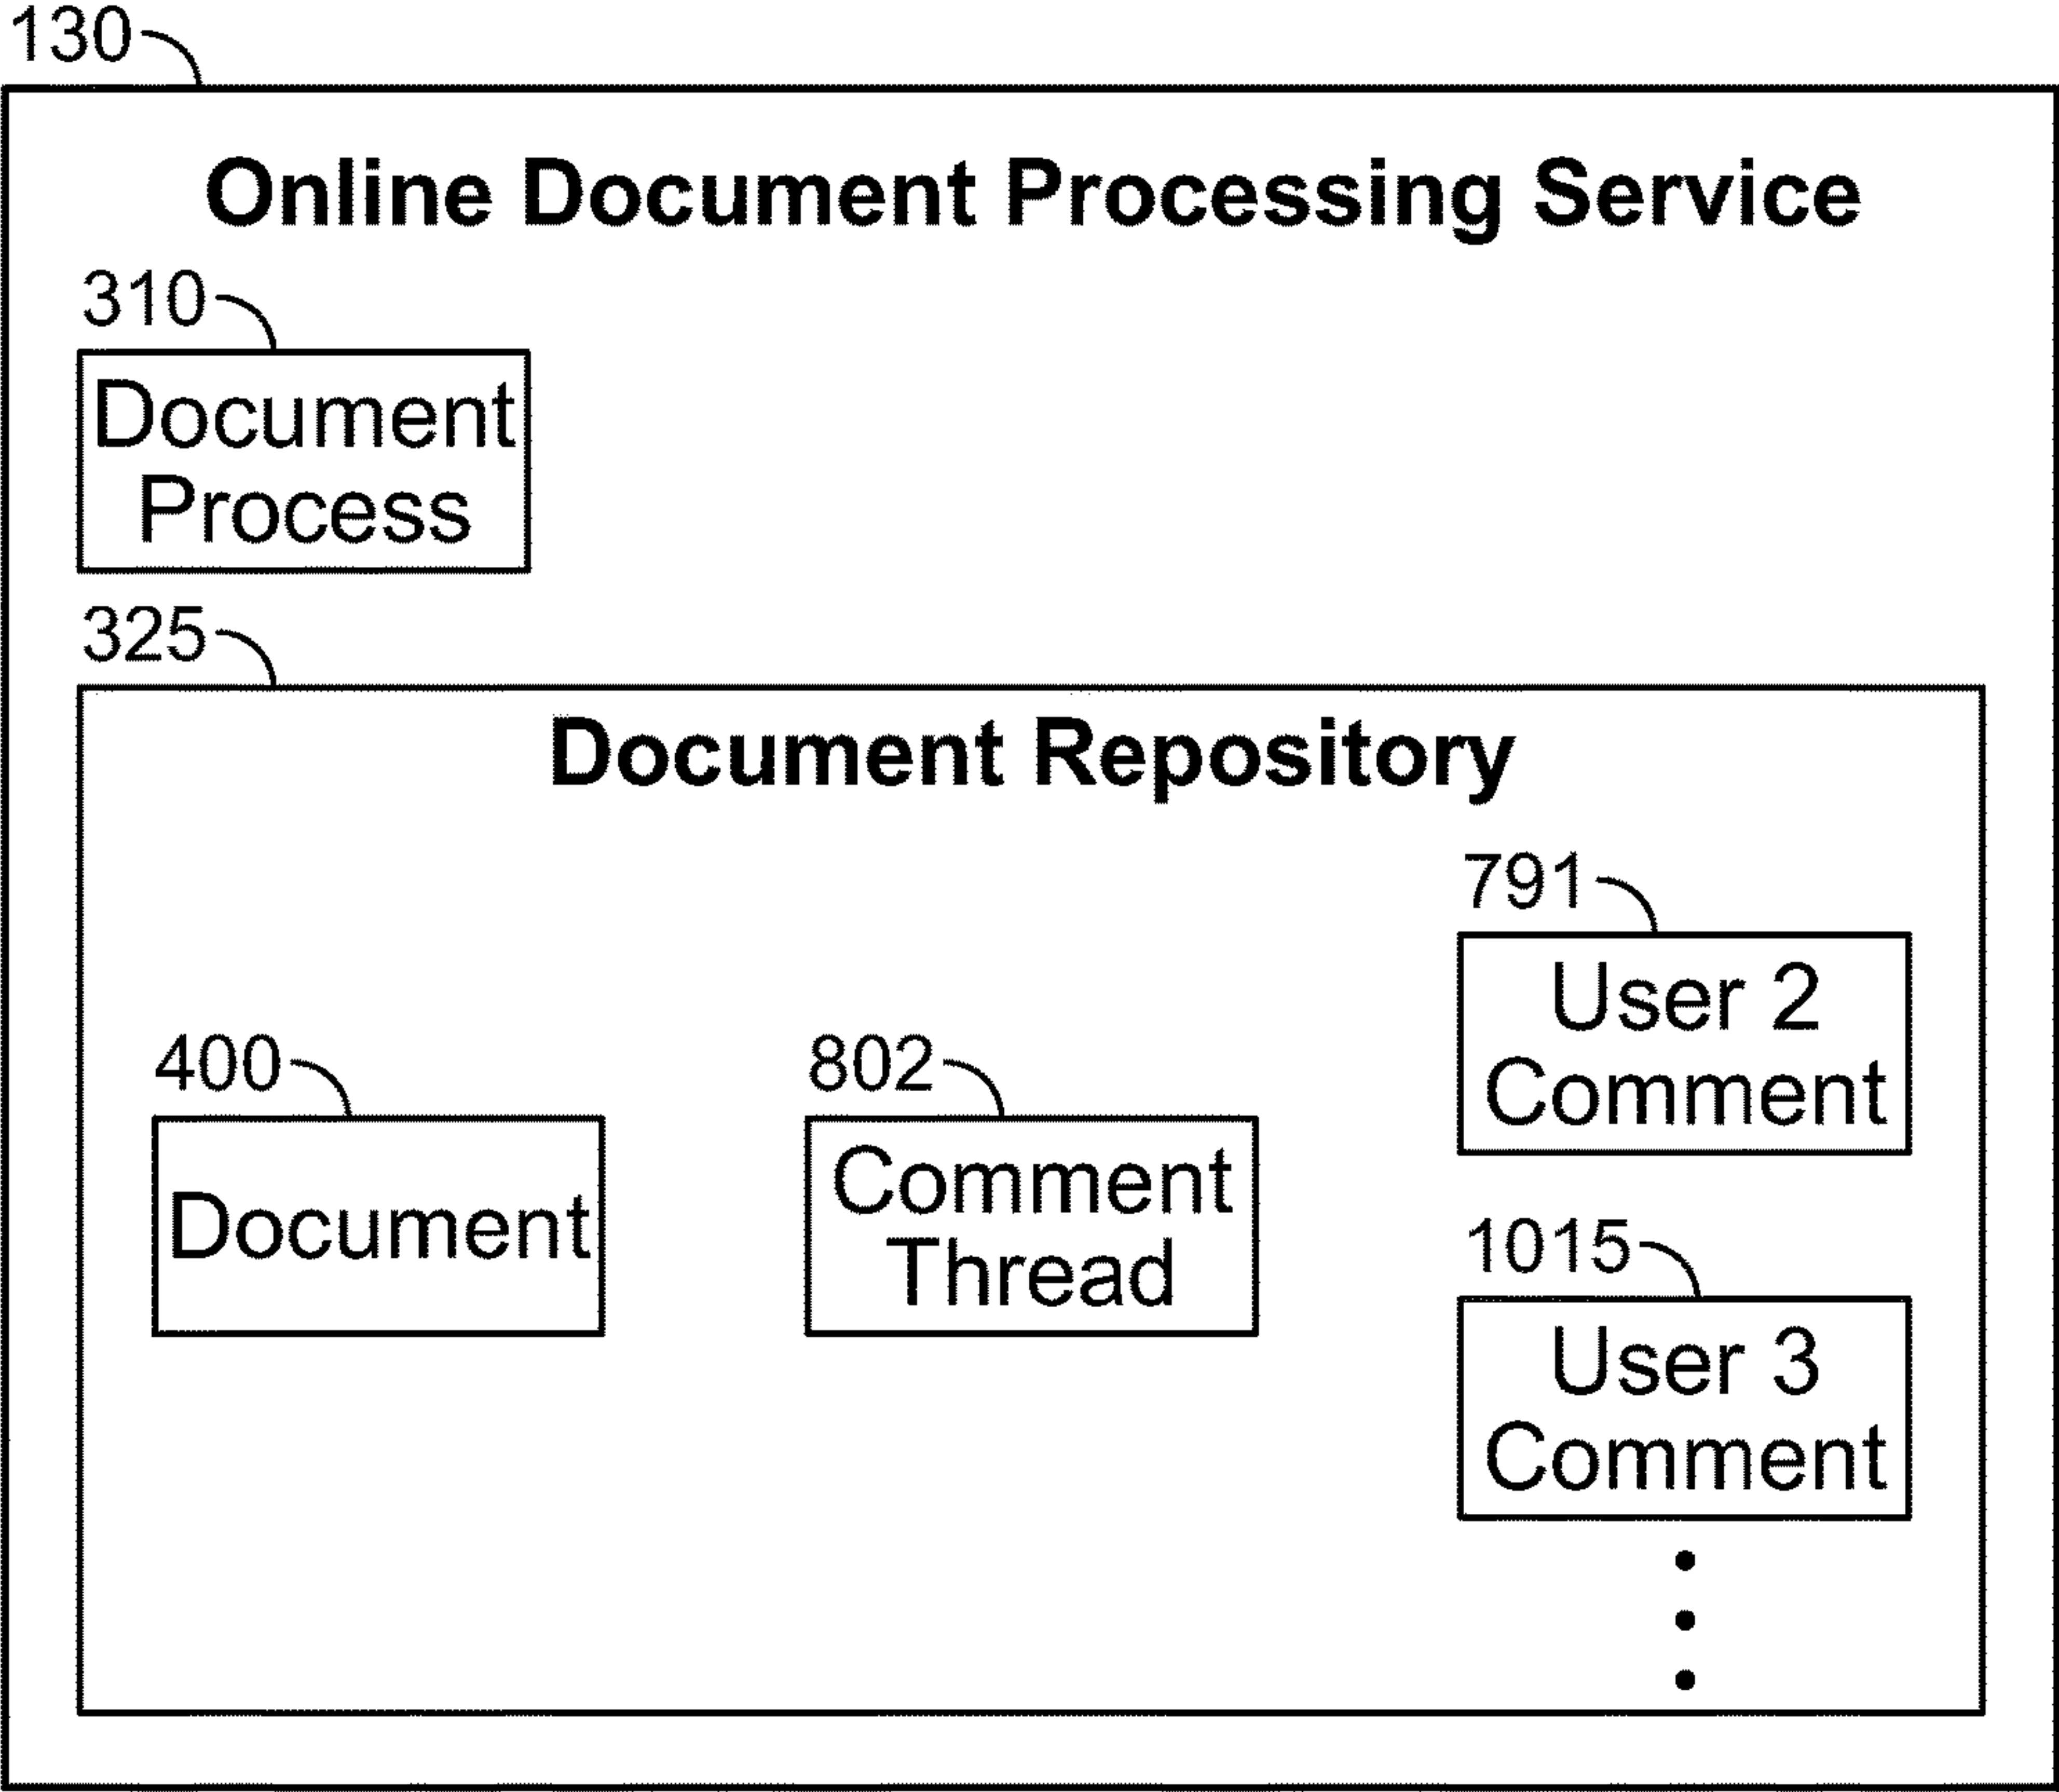 130
Online Document Processing Service
310
Document
Process
325
Document Repository
791
User 2
Comment
400
Document
802
Comment
Thread
1015
User 3
Comment